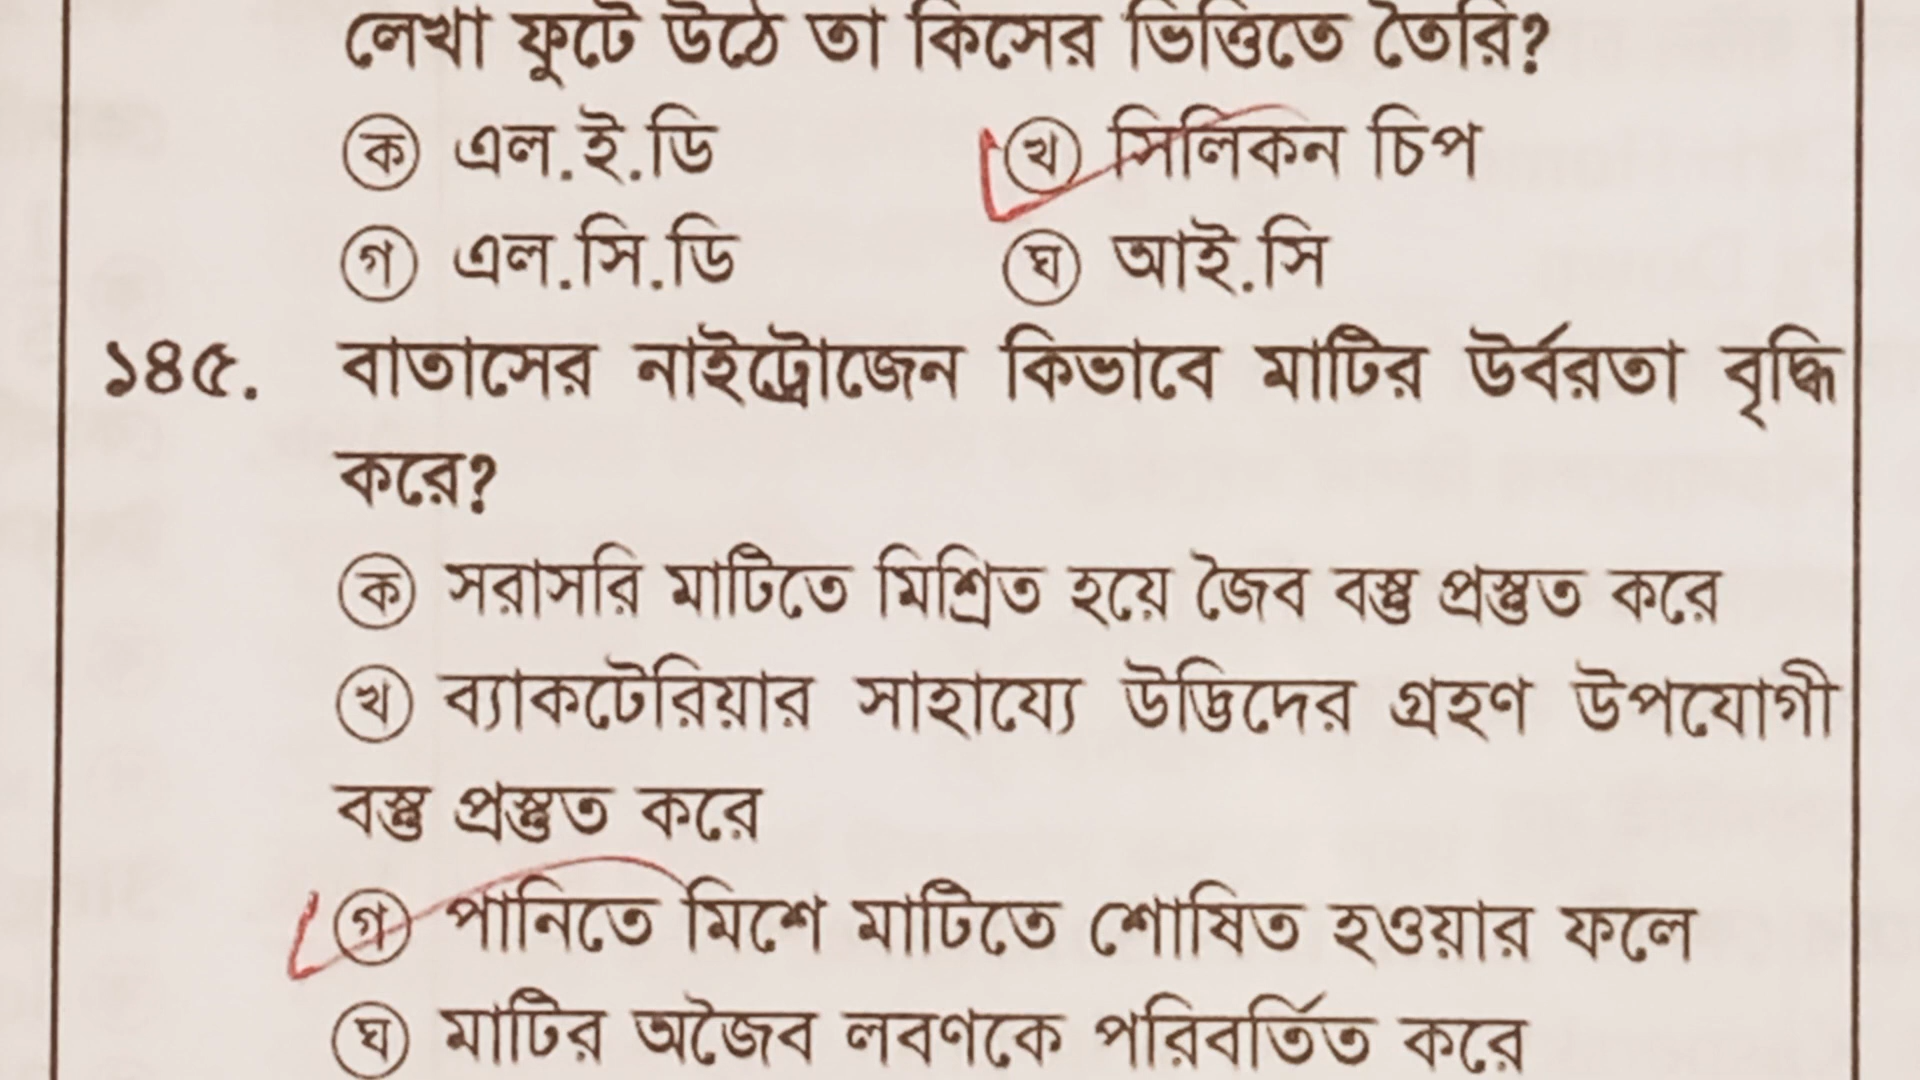 লেখা ফুটে উঠে তা কিসের ভিত্তিতে তৈরি?
ক এল.ই.ডি খ সিলিকন চিপ
গ এল.সি.ডি ঘ আই.সি
১৪৫. বাতাসের নাইট্রোজেন কিভাবে মাটির উর্বরতা বৃদ্ধি
করে?
ক সরাসরি মাটিতে মিশ্রিত হয়ে জৈব বস্তু প্রস্তুত করে
খ ব্যাকটেরিয়ার সাহায্যে উদ্ভিদের গ্রহণ উপযোগী
বস্তু প্রস্তুত করে
গ পানিতে মিশে মাটিতে শোষিত হওয়ার ফলে
ঘ মাটির অজৈব লবণকে পরিবর্তিত করে